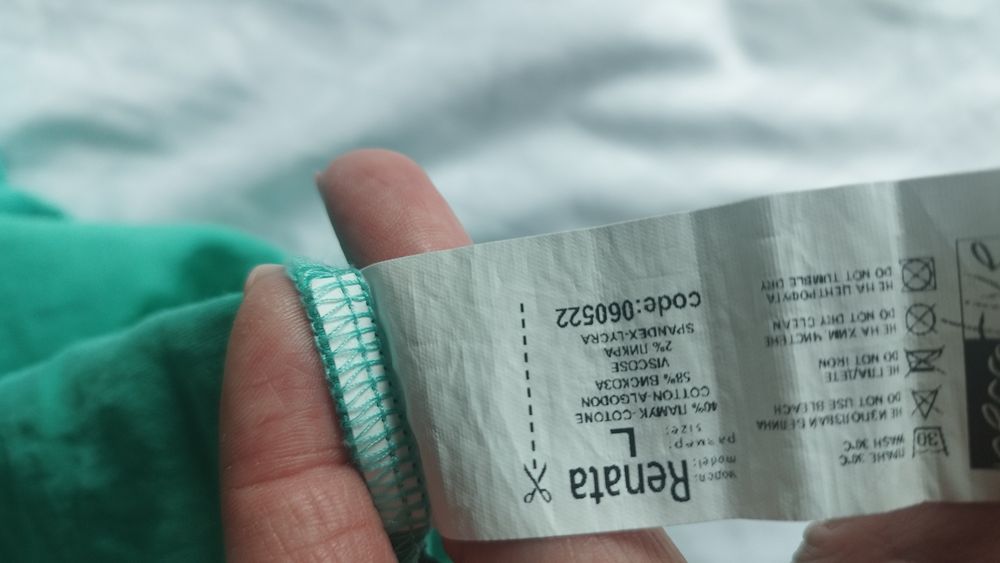 30
ПРАНЕ 30°C
WASH 30°C
НЕ ИЗПОЛЗВАЙ БЕЛИНА
DO NOT USE BLEACH
НЕ ГЛАДЕТЕ
DO NOT IRON
НЕ НА ХИМ. ЧИСТЕНЕ
DO NOT DRY CLEAN
НЕ НА ЦЕНТРОФУГА
DO NOT TUMBLE DRY
модел:
model:
Renata
размер:
size:
L
40% ПАМУК-COTONE
COTTON-ALGODON
58% ВИСКОЗА
VISCOSE
2% ЛИКРА
SPANDEX-LYCRA
code:060522